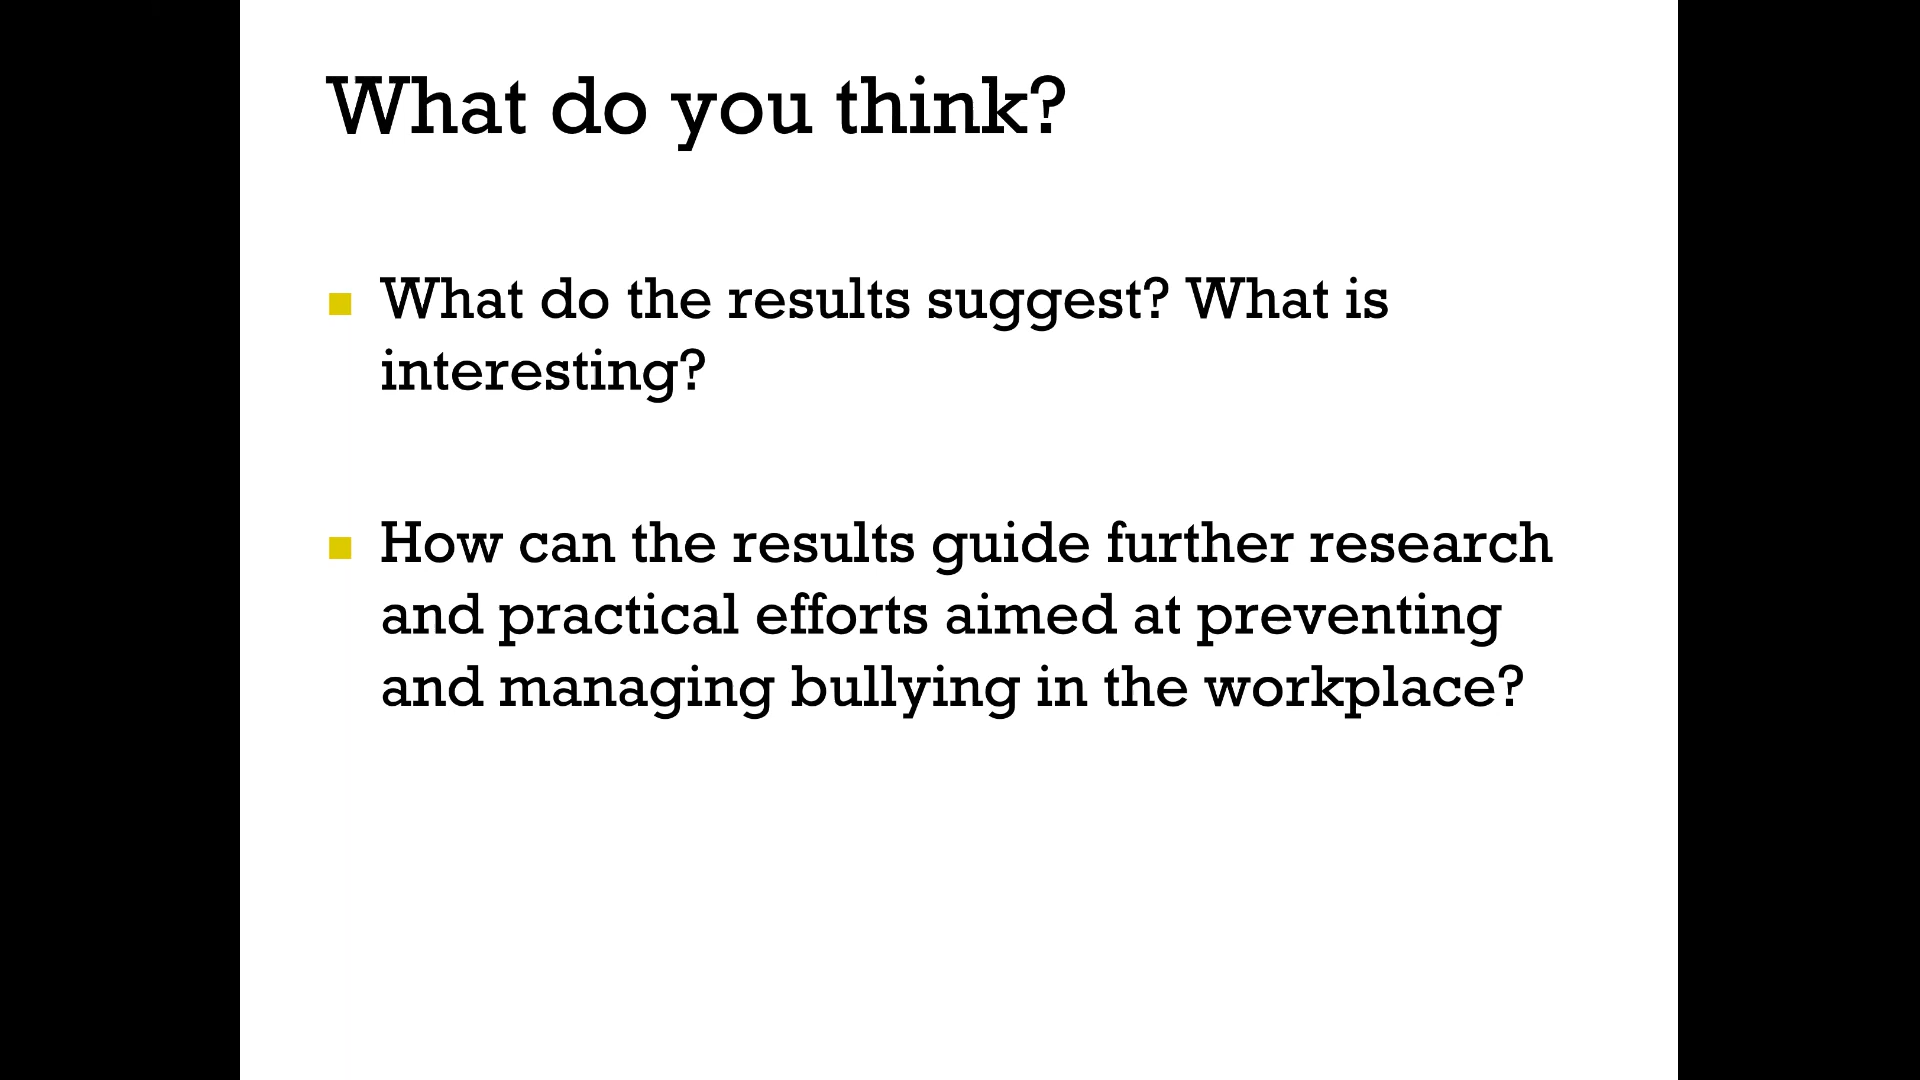 What do you think?
What do the results suggest? What is
interesting?
How can the results guide further research
and practical efforts aimed at preventing
and managing bullying in the workplace?